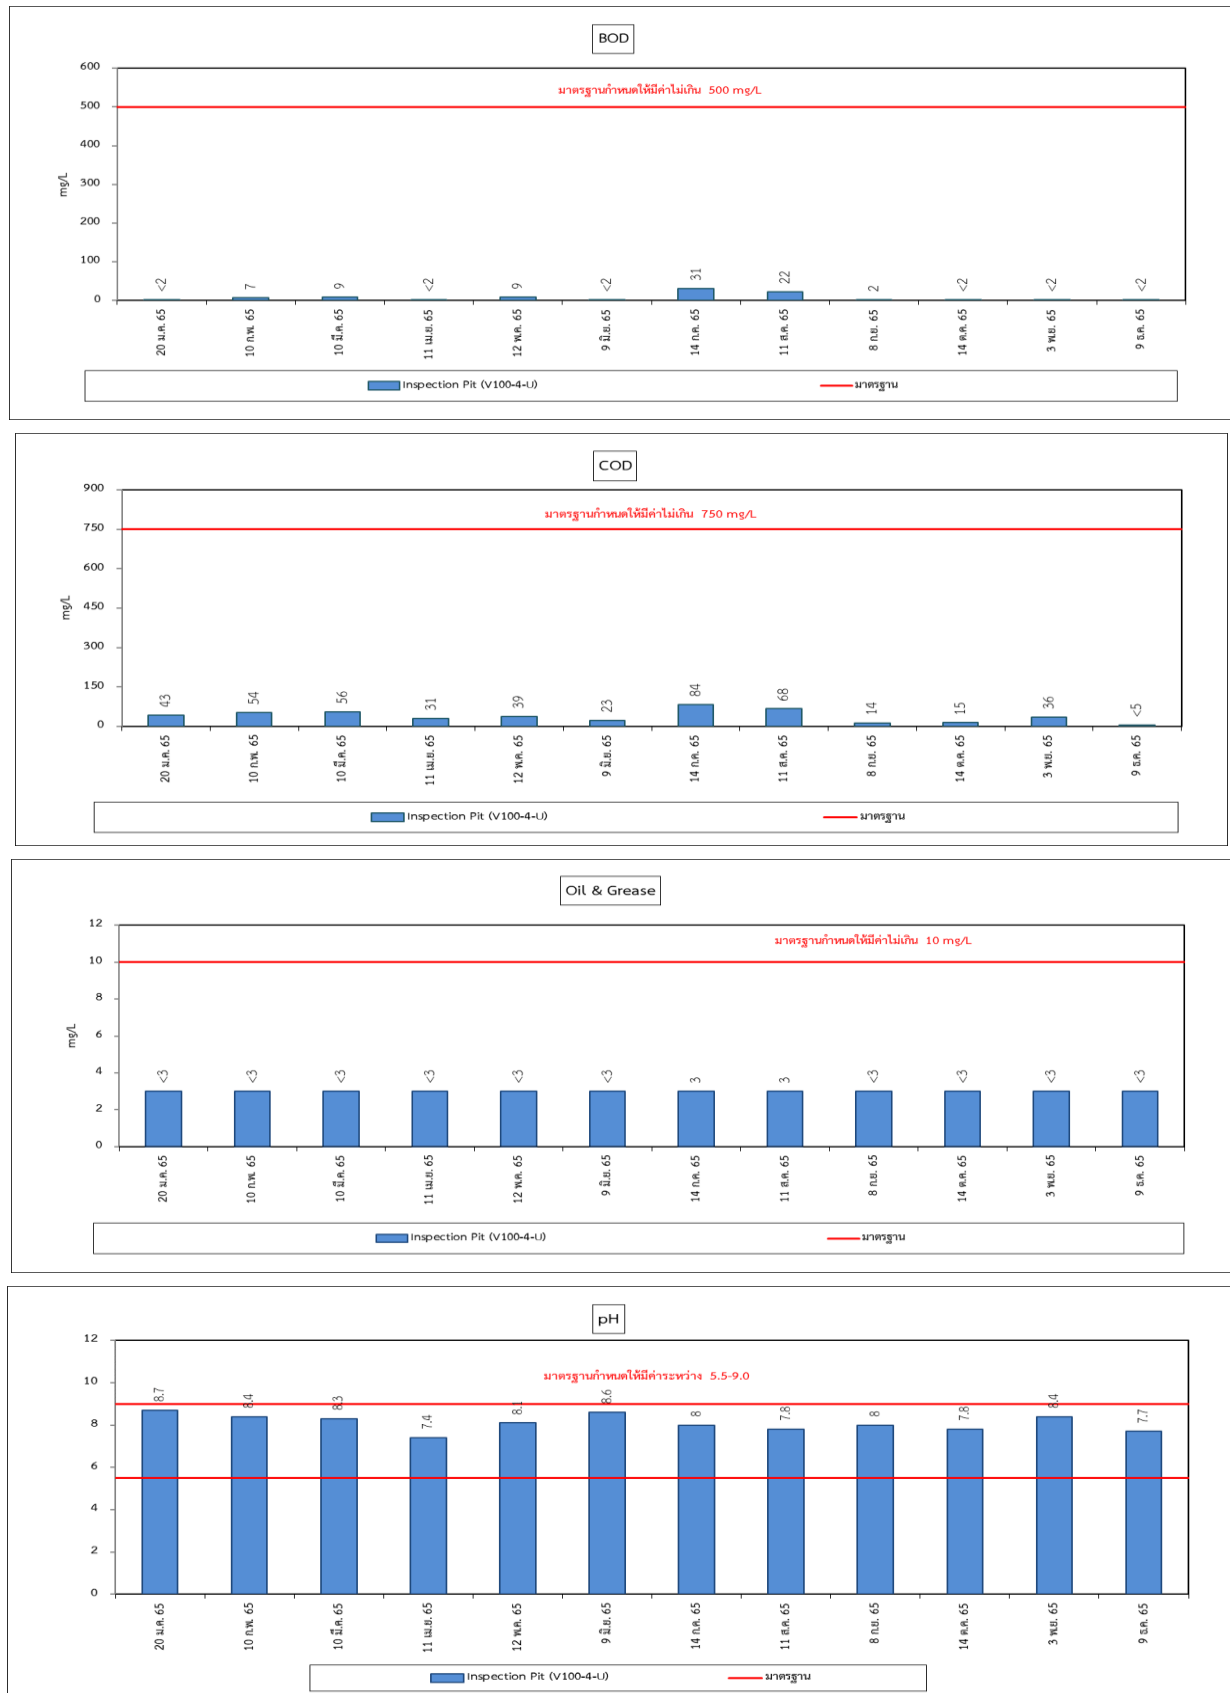 BOD
600
มาตรฐานกำหนดให้มีค่าไม่เกิน 500 mg/L
500
400
300
200
100
0
mg/L
<2 7 9 <2 9 <2 31 22 2 <2 <2 <2
20 ม.ค. 65 10 ก.พ. 65 10 มี.ค. 65 11 เม.ย. 65 12 พ.ค. 65 9 มิ.ย. 65 14 ก.ค. 65 11 ส.ค. 65 8 ก.ย. 65 14 ต.ค. 65 3 พ.ย. 65 9 ธ.ค. 65
Inspection Pit (V100-4-U) มาตรฐาน
COD
900
มาตรฐานกำหนดให้มีค่าไม่เกิน 750 mg/L
750
600
450
300
150
0
mg/L
43 54 56 31 39 23 84 68 14 15 36 <5
20 ม.ค. 65 10 ก.พ. 65 10 มี.ค. 65 11 เม.ย. 65 12 พ.ค. 65 9 มิ.ย. 65 14 ก.ค. 65 11 ส.ค. 65 8 ก.ย. 65 14 ต.ค. 65 3 พ.ย. 65 9 ธ.ค. 65
Inspection Pit (V100-4-U) มาตรฐาน
Oil & Grease
12
มาตรฐานกำหนดให้มีค่าไม่เกิน 10 mg/L
10
8
6
4
2
0
mg/L
<3 <3 <3 <3 <3 <3 3 3 <3 <3 <3 <3
20 ม.ค. 65 10 ก.พ. 65 10 มี.ค. 65 11 เม.ย. 65 12 พ.ค. 65 9 มิ.ย. 65 14 ก.ค. 65 11 ส.ค. 65 8 ก.ย. 65 14 ต.ค. 65 3 พ.ย. 65 9 ธ.ค. 65
Inspection Pit (V100-4-U) มาตรฐาน
pH
12
มาตรฐานกำหนดให้มีค่าระหว่าง 5.5-9.0
10
8
6
4
2
0
8.7 8.4 8.3 7.4 8.1 8.6 8 7.8 8 7.8 8.4 7.7
20 ม.ค. 65 10 ก.พ. 65 10 มี.ค. 65 11 เม.ย. 65 12 พ.ค. 65 9 มิ.ย. 65 14 ก.ค. 65 11 ส.ค. 65 8 ก.ย. 65 14 ต.ค. 65 3 พ.ย. 65 9 ธ.ค. 65
Inspection Pit (V100-4-U) มาตรฐาน